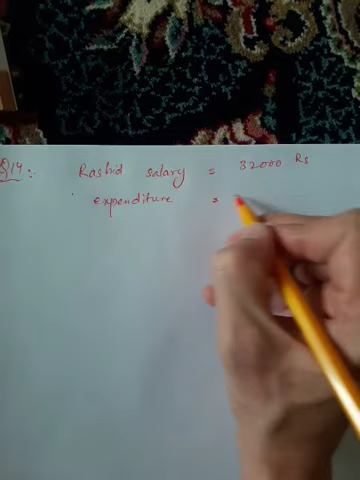 Q14:.
Rashid salary = 32000 Rs
expenditure =